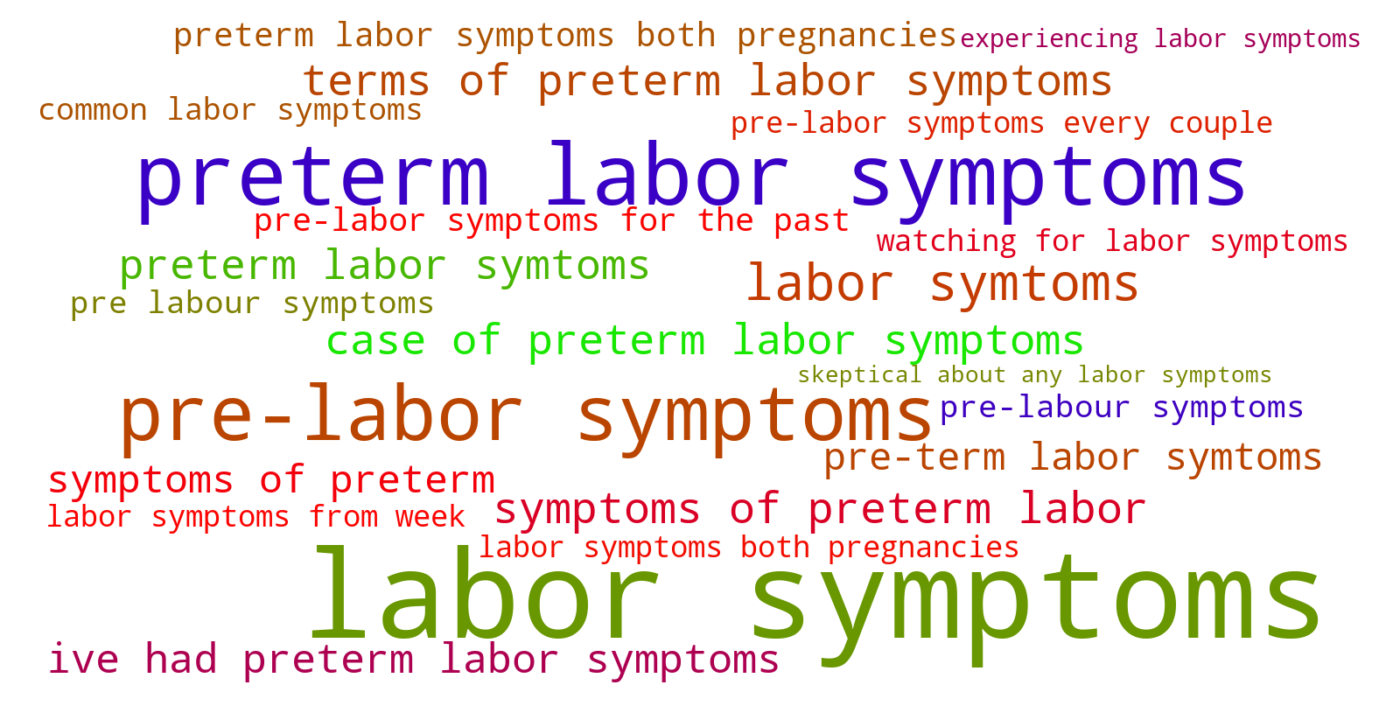 preterm labor symptoms both pregnancies
experiencing labor symptoms
terms of preterm labor symptoms
common labor symptoms
pre-labor symptoms every couple
preterm labor symptoms
pre-labor symptoms for the past
watching for labor symptoms
preterm labor symtoms
labor symtoms
pre labour symptoms
case of preterm labor symptoms
skeptical about any labor symptoms
pre-labor symptoms
pre-labour symptoms
pre-term labor symtoms
symptoms of preterm
symptoms of preterm labor
labor symptoms from week
labor symptoms both pregnancies
labor symptoms
ive had preterm labor symptoms